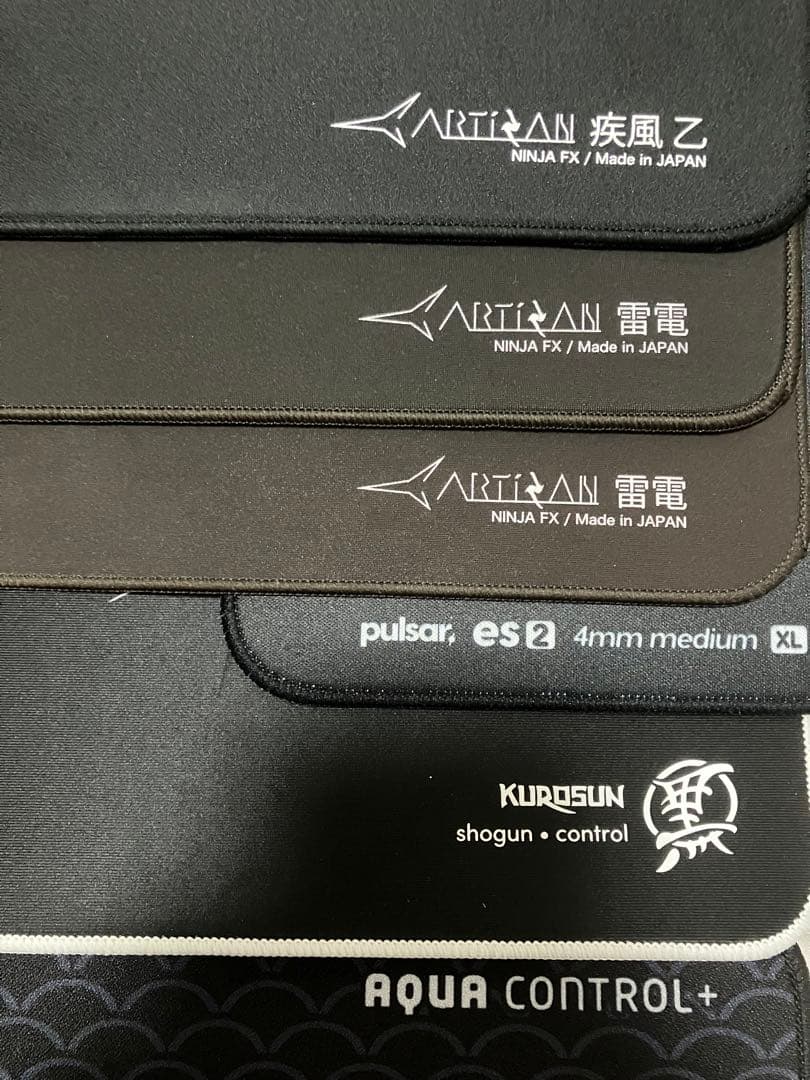 ARTISAN 疾風 乙
NINJA FX / Made in JAPAN
ARTISAN 雷電
NINJA FX / Made in JAPAN
ARTISAN 雷電
NINJA FX / Made in JAPAN
pulsar. es2 4mm medium XL
KUROSUN
shogun • control
黒
AQUA CONTROL+